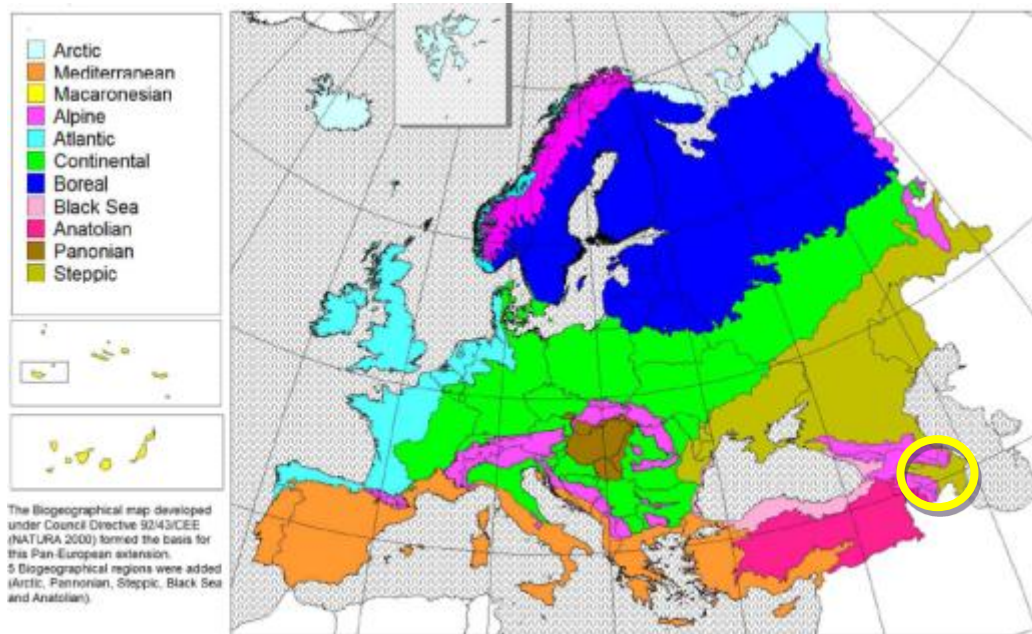 Arctic
Mediterranean
Macaronesian
Alpine
Atlantic
Continental
Boreal
Black Sea
Anatolian
Panonian
Steppic
The Biogeographical map developed
under Council Directive 92/43/CEE
(NATURA 2000) formed the basis for
this Pan-European extension.
5 Biogeographical regions were added
(Arctic, Pannonian, Steppic, Black Sea
and Anatolian).